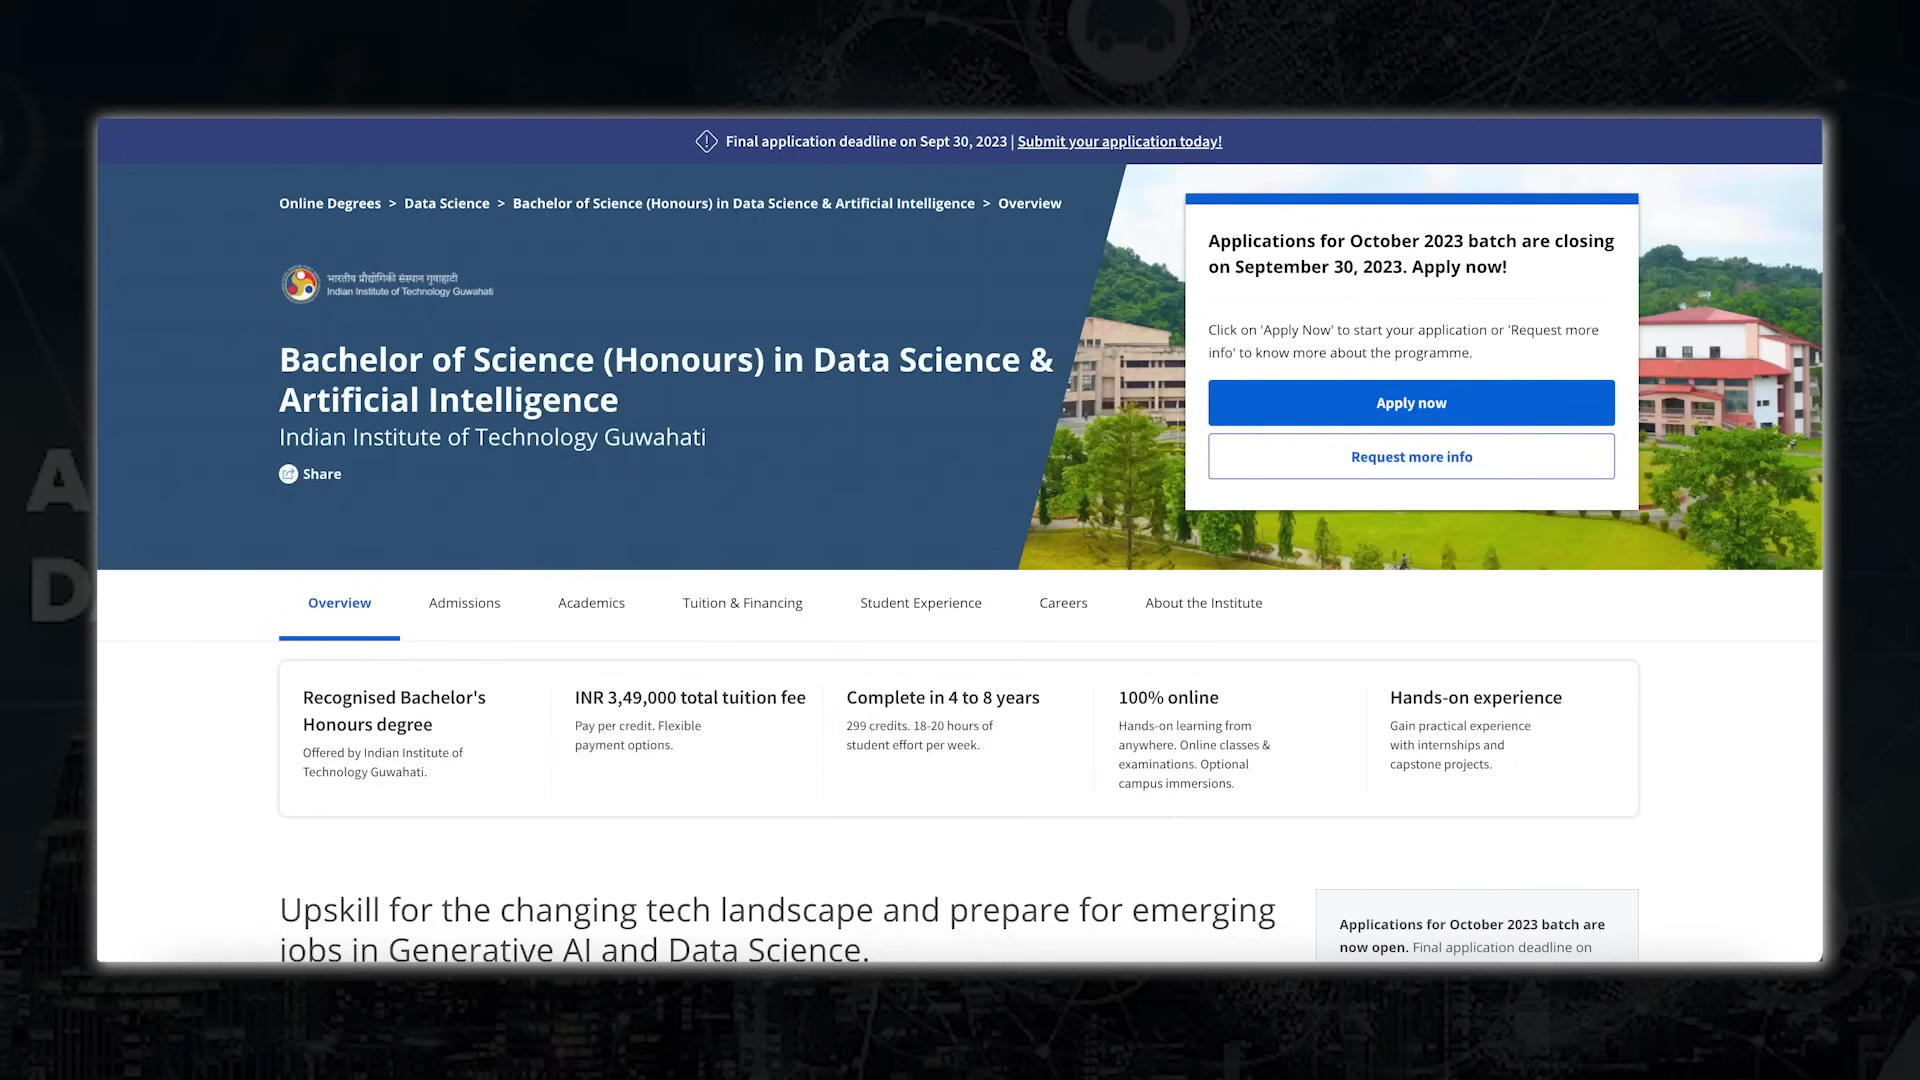 Final application deadline on Sept 30, 2023 | Submit your application today!
Online Degrees > Data Science > Bachelor of Science (Honours) in Data Science & Artificial Intelligence > Overview
भारतीय प्रौद्योगिकी संस्थान गुवाहाटी
Indian Institute of Technology Guwahati
Bachelor of Science (Honours) in Data Science &
Artificial Intelligence
Indian Institute of Technology Guwahati
Share
Applications for October 2023 batch are closing
on September 30, 2023. Apply now!
Click on 'Apply Now' to start your application or 'Request more
info' to know more about the programme.
Apply now
Request more info
Overview
Admissions
Academics
Tuition & Financing
Student Experience
Careers
About the Institute
Recognised Bachelor's
Honours degree
Offered by Indian Institute of
Technology Guwahati.
INR 3,49,000 total tuition fee
Pay per credit. Flexible
payment options.
Complete in 4 to 8 years
299 credits. 18-20 hours of
student effort per week.
100% online
Hands-on learning from
anywhere. Online classes &
examinations. Optional
campus immersions.
Hands-on experience
Gain practical experience
with internships and
capstone projects.
Upskill for the changing tech landscape and prepare for emerging
jobs in Generative AI and Data Science.
Applications for October 2023 batch are
now open. Final application deadline on
A
D